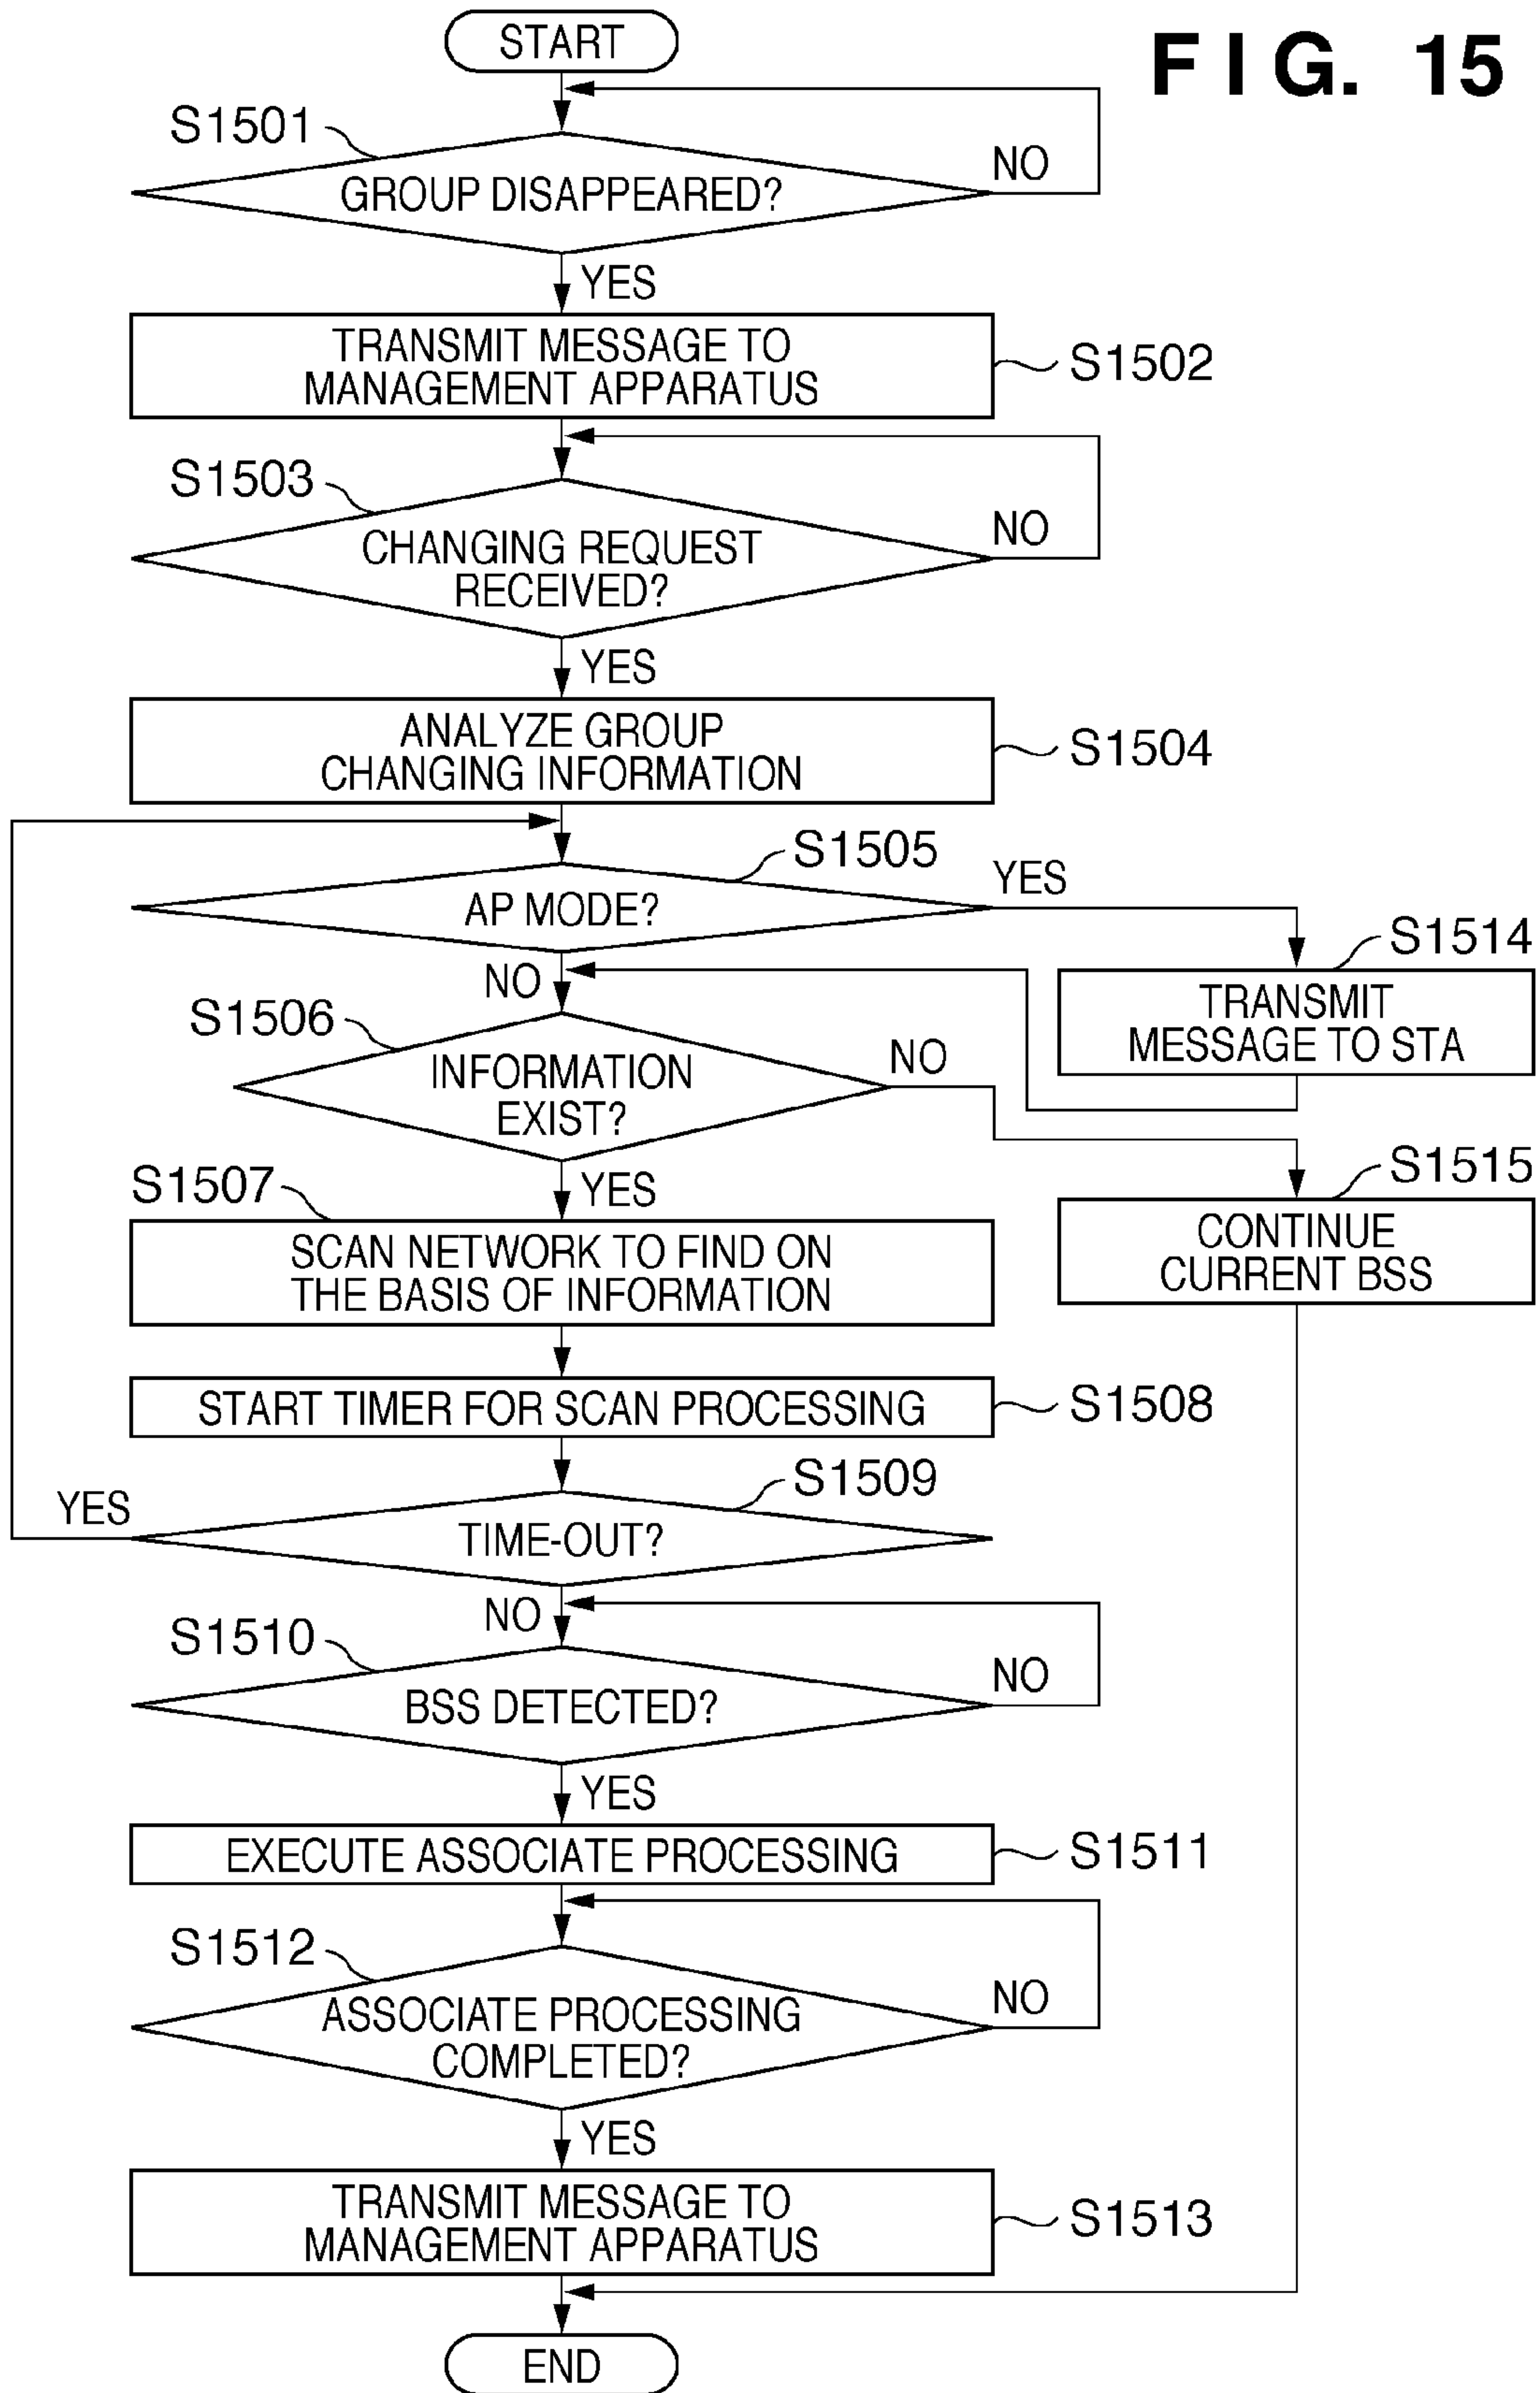 START
FIG. 15
S1501
NO
GROUP DISAPPEARED?
YES
TRANSMIT MESSAGE TO
MANAGEMENT APPARATUS
S1502
S1503
CHANGING REQUEST
RECEIVED?
NO
YES
ANALYZE GROUP
CHANGING INFORMATION
S1504
S1505
YES
AP MODE?
S1514
NO
TRANSMIT
MESSAGE TO STA
S1506
INFORMATION
EXIST?
NO
S1507
YES
S1515
SCAN NETWORK TO FIND ON
THE BASIS OF INFORMATION
CONTINUE
CURRENT BSS
START TIMER FOR SCAN PROCESSING
S1508
S1509
YES
TIME-OUT?
NO
S1510
NO
BSS DETECTED?
YES
EXECUTE ASSOCIATE PROCESSING
S1511
S1512
NO
ASSOCIATE PROCESSING
COMPLETED?
YES
TRANSMIT MESSAGE TO
MANAGEMENT APPARATUS
S1513
END